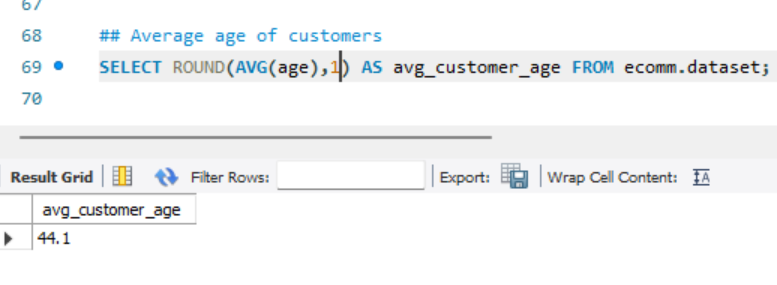 67
68 ## Average age of customers
69 SELECT ROUND(AVG(age),1) AS avg_customer_age FROM ecomm.dataset;
70
Result Grid Filter Rows: Export: Wrap Cell Content: IA
avg_customer_age
44.1